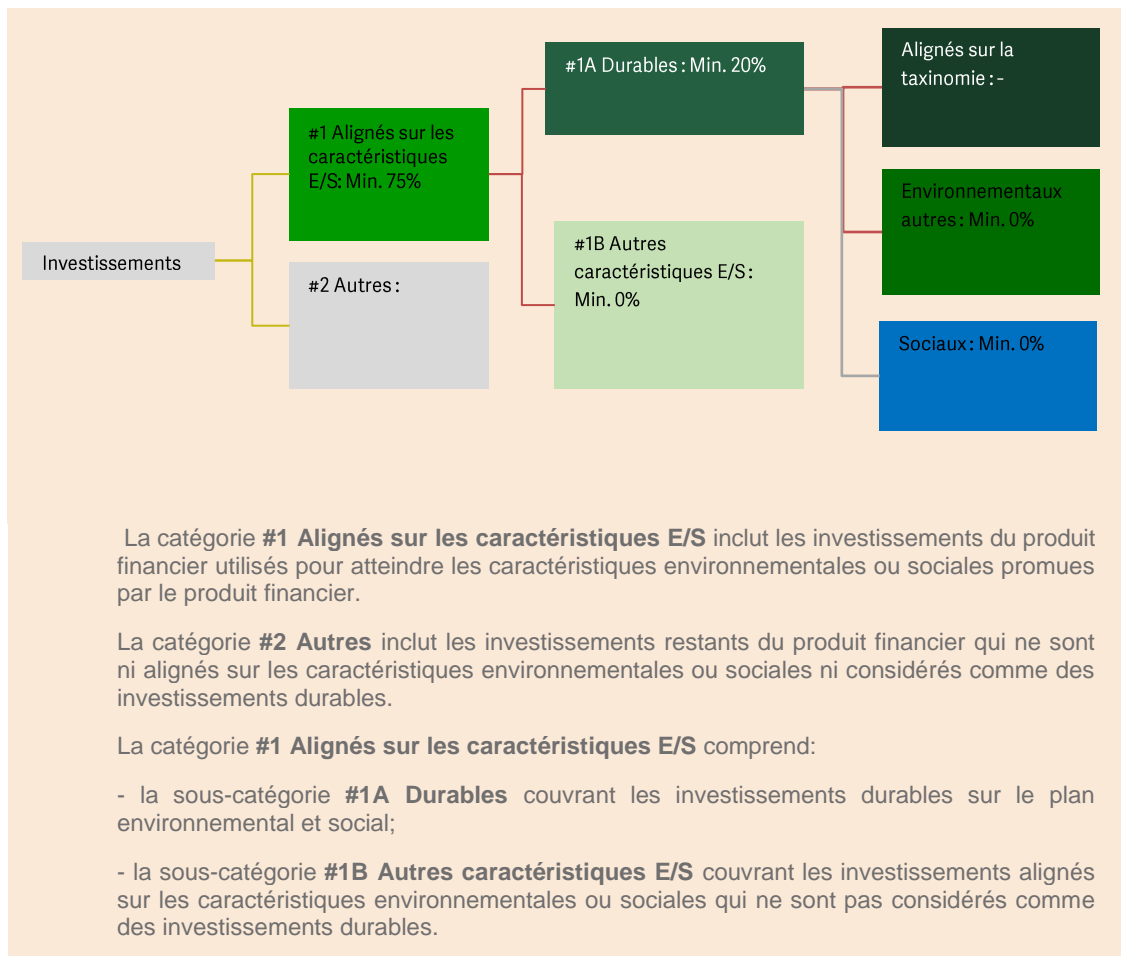 Investissements
#1 Alignés sur les
caractéristiques
E/S: Min. 75%
#2 Autres :
#1A Durables : Min. 20%
#1B Autres
caractéristiques E/S :
Min. 0%
Alignés sur la
taxinomie : -
Environnementaux
autres : Min. 0%
Sociaux : Min. 0%
La catégorie #1 Alignés sur les caractéristiques E/S inclut les investissements du produit
financier utilisés pour atteindre les caractéristiques environnementales ou sociales promues
par le produit financier.
La catégorie #2 Autres inclut les investissements restants du produit financier qui ne sont
ni alignés sur les caractéristiques environnementales ou sociales ni considérés comme des
investissements durables.
La catégorie #1 Alignés sur les caractéristiques E/S comprend:
- la sous-catégorie #1A Durables couvrant les investissements durables sur le plan
environnemental et social;
- la sous-catégorie #1B Autres caractéristiques E/S couvrant les investissements alignés
sur les caractéristiques environnementales ou sociales qui ne sont pas considérés comme
des investissements durables.